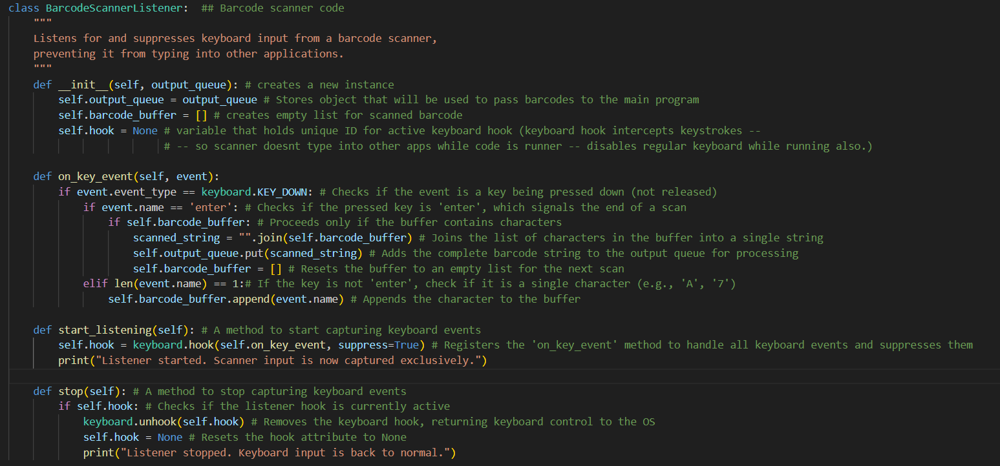 class BarcodeScannerListener:  ## Barcode scanner code
    """
    Listens for and suppresses keyboard input from a barcode scanner,
    preventing it from typing into other applications.
    """
    def __init__(self, output_queue): # creates a new instance
        self.output_queue = output_queue # Stores object that will be used to pass barcodes to the main program
        self.barcode_buffer = [] # creates empty list for scanned barcode
        self.hook = None # variable that holds unique ID for active keyboard hook (keyboard hook intercepts keystrokes --
                         # -- so scanner doesnt type into other apps while code is runner -- disables regular keyboard while running also.)

    def on_key_event(self, event):
        if event.event_type == keyboard.KEY_DOWN: # Checks if the event is a key being pressed down (not released)
            if event.name == 'enter': # Checks if the pressed key is 'enter', which signals the end of a scan
                if self.barcode_buffer: # Proceeds only if the buffer contains characters
                    scanned_string = "".join(self.barcode_buffer) # Joins the list of characters in the buffer into a single string
                    self.output_queue.put(scanned_string) # Adds the complete barcode string to the output queue for processing
                    self.barcode_buffer = [] # Resets the buffer to an empty list for the next scan
            elif len(event.name) == 1:# If the key is not 'enter', check if it is a single character (e.g., 'A', '7')
                self.barcode_buffer.append(event.name) # Appends the character to the buffer

    def start_listening(self): # A method to start capturing keyboard events
        self.hook = keyboard.hook(self.on_key_event, suppress=True) # Registers the 'on_key_event' method to handle all keyboard events and suppresses them
        print("Listener started. Scanner input is now captured exclusively.")

    def stop(self): # A method to stop capturing keyboard events
        if self.hook: # Checks if the listener hook is currently active
            keyboard.unhook(self.hook) # Removes the keyboard hook, returning keyboard control to the OS
            self.hook = None # Resets the hook attribute to None
            print("Listener stopped. Keyboard input is back to normal.")